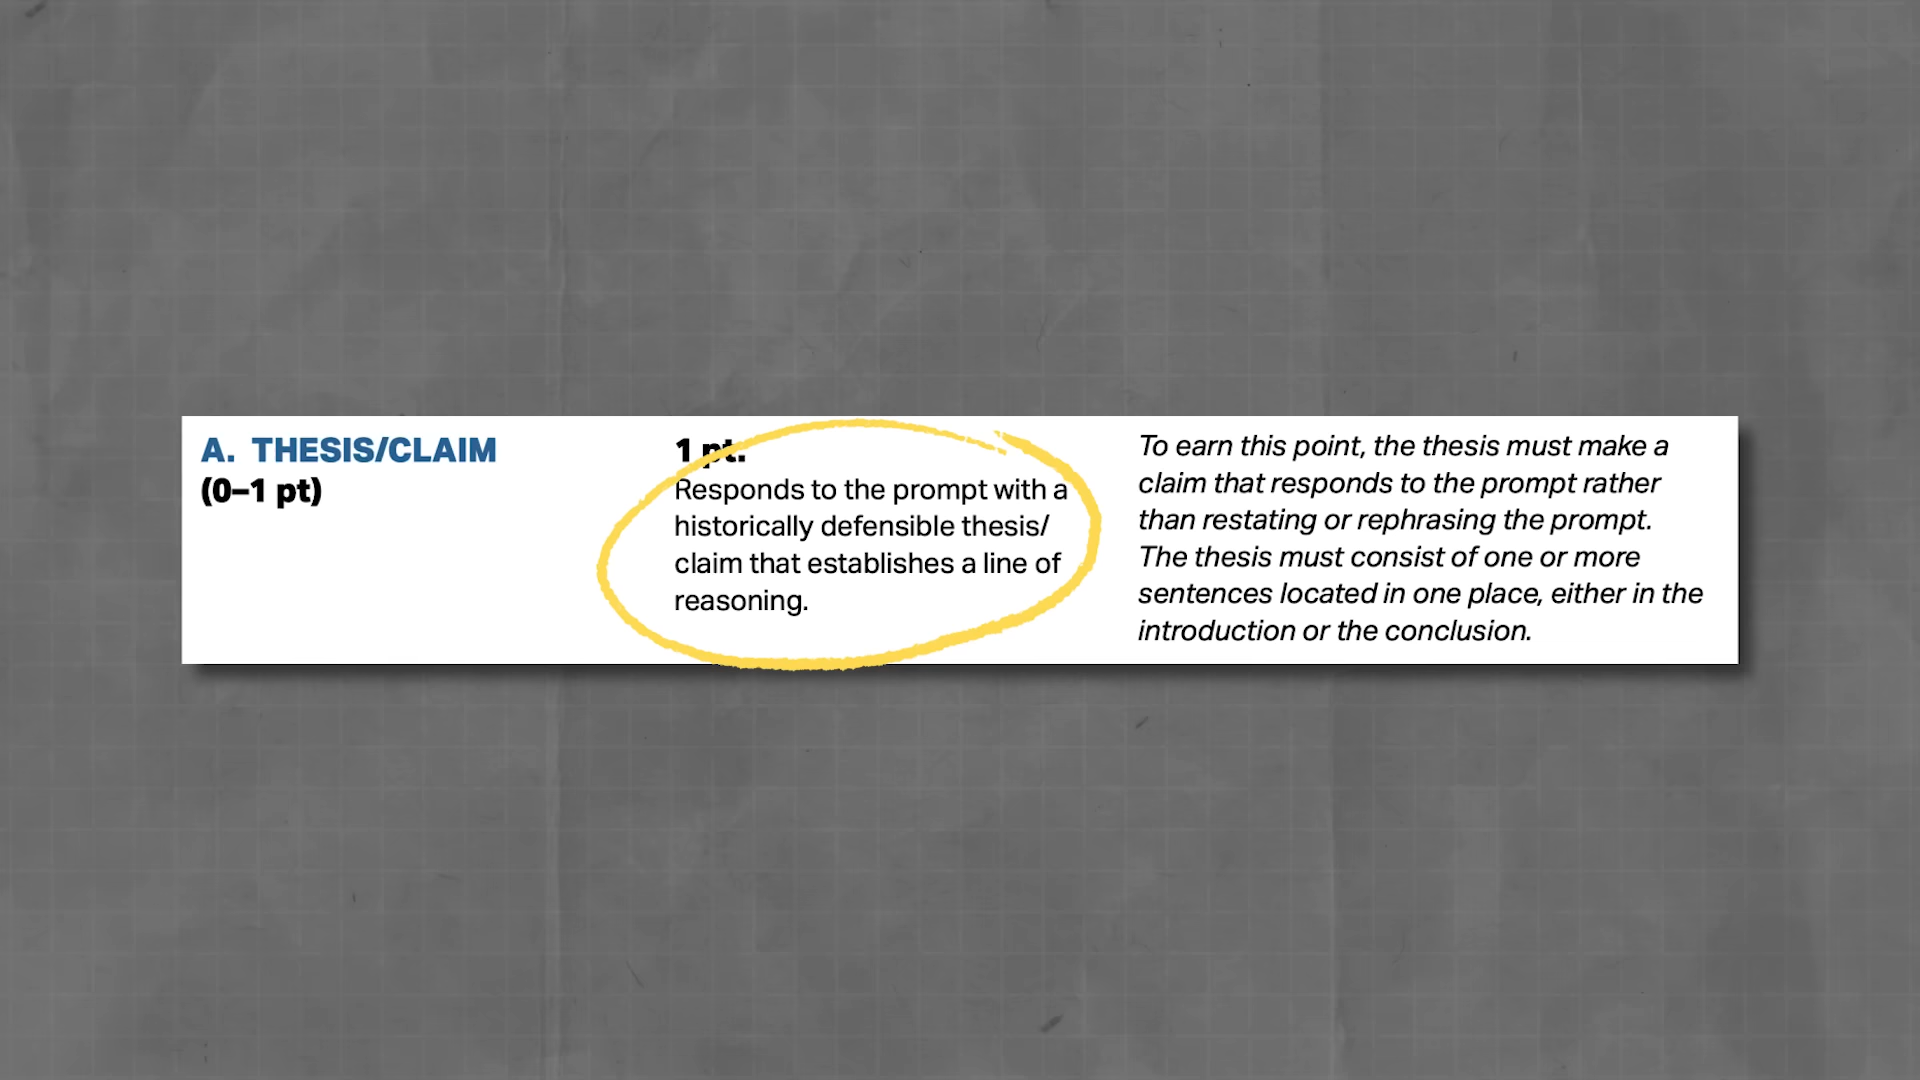 A. THESIS/CLAIM
(0–1 pt)
1 pt.
Responds to the prompt with a
historically defensible thesis/
claim that establishes a line of
reasoning.
To earn this point, the thesis must make a
claim that responds to the prompt rather
than restating or rephrasing the prompt.
The thesis must consist of one or more
sentences located in one place, either in the
introduction or the conclusion.